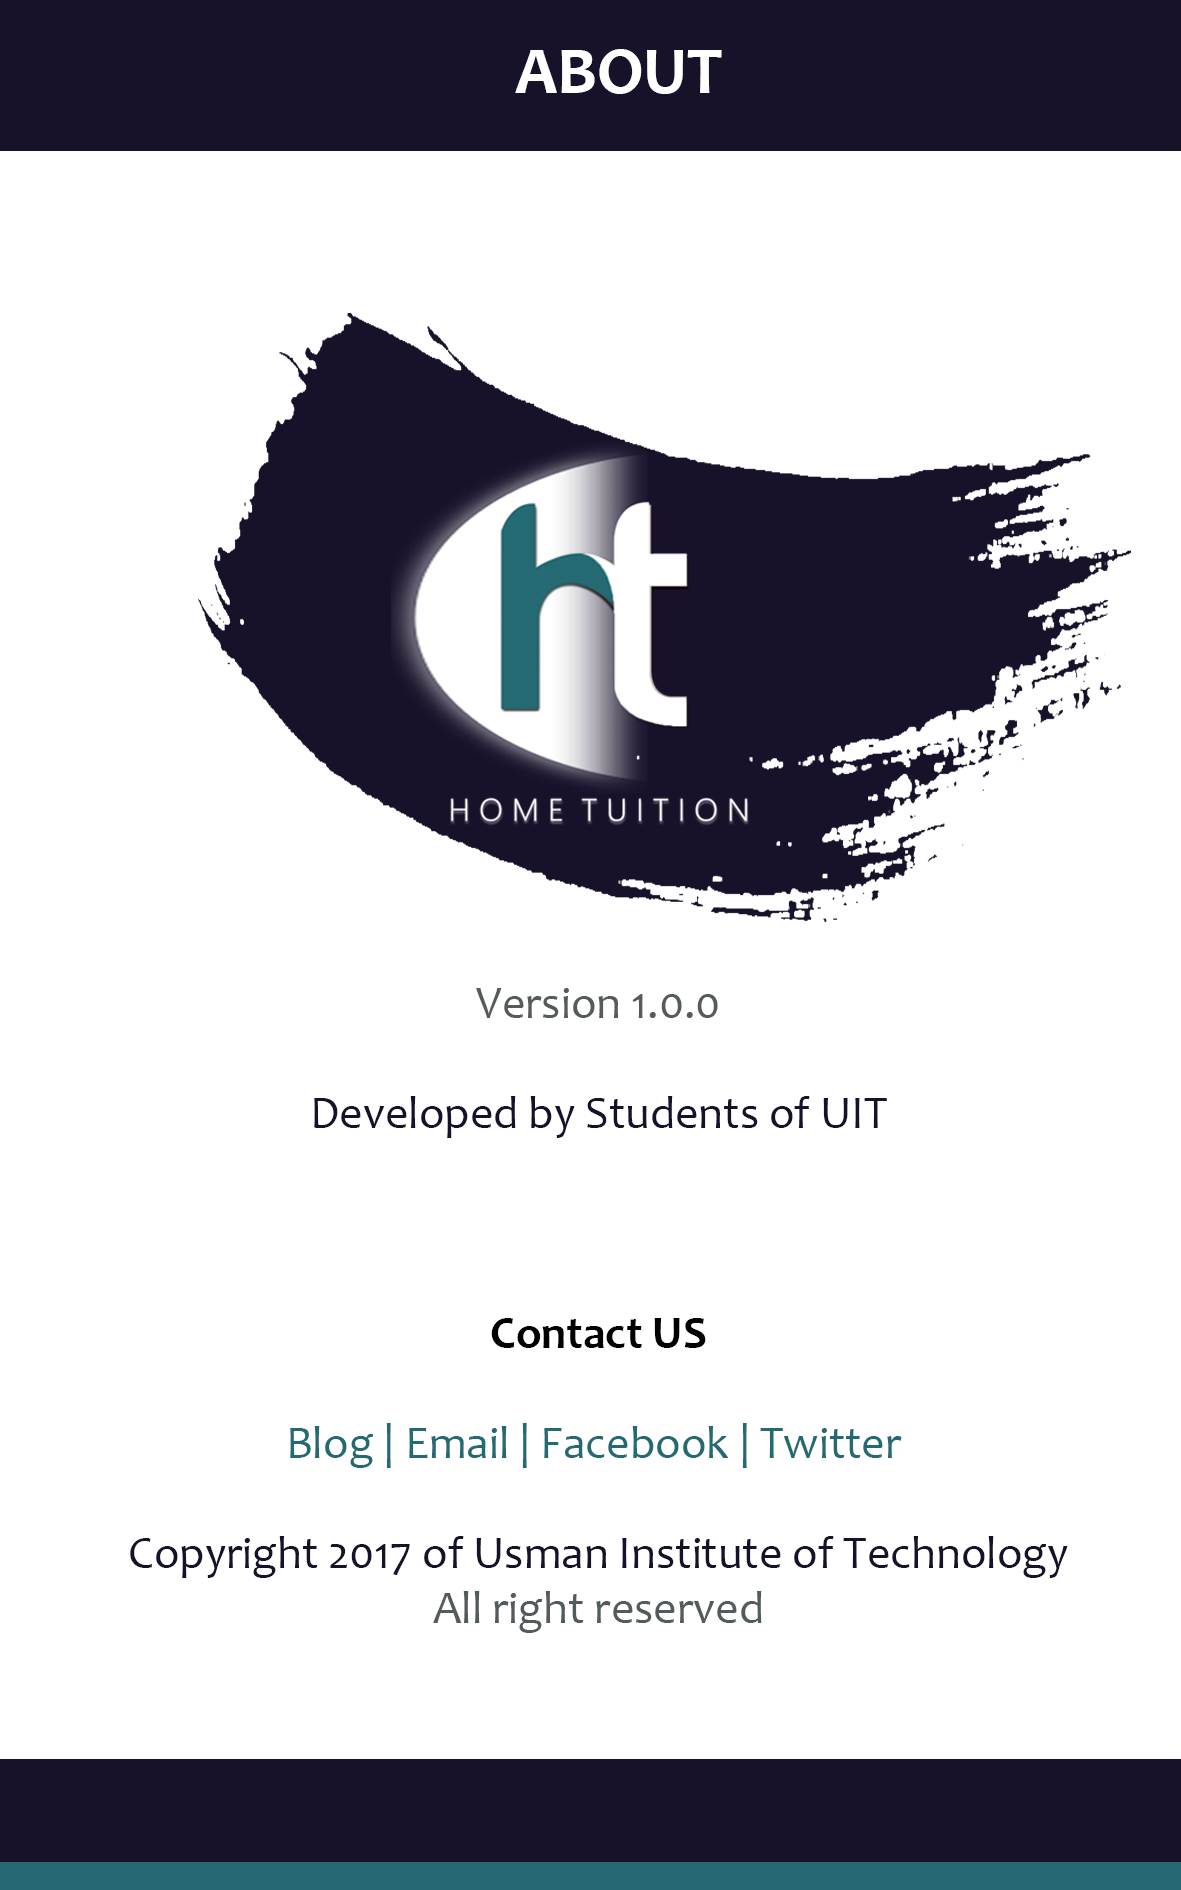 ABOUT
ht
HOME TUITION
Version 1.0.0
Developed by Students of UIT
Contact US
Blog | Email | Facebook | Twitter
Copyright 2017 of Usman Institute of Technology
All right reserved